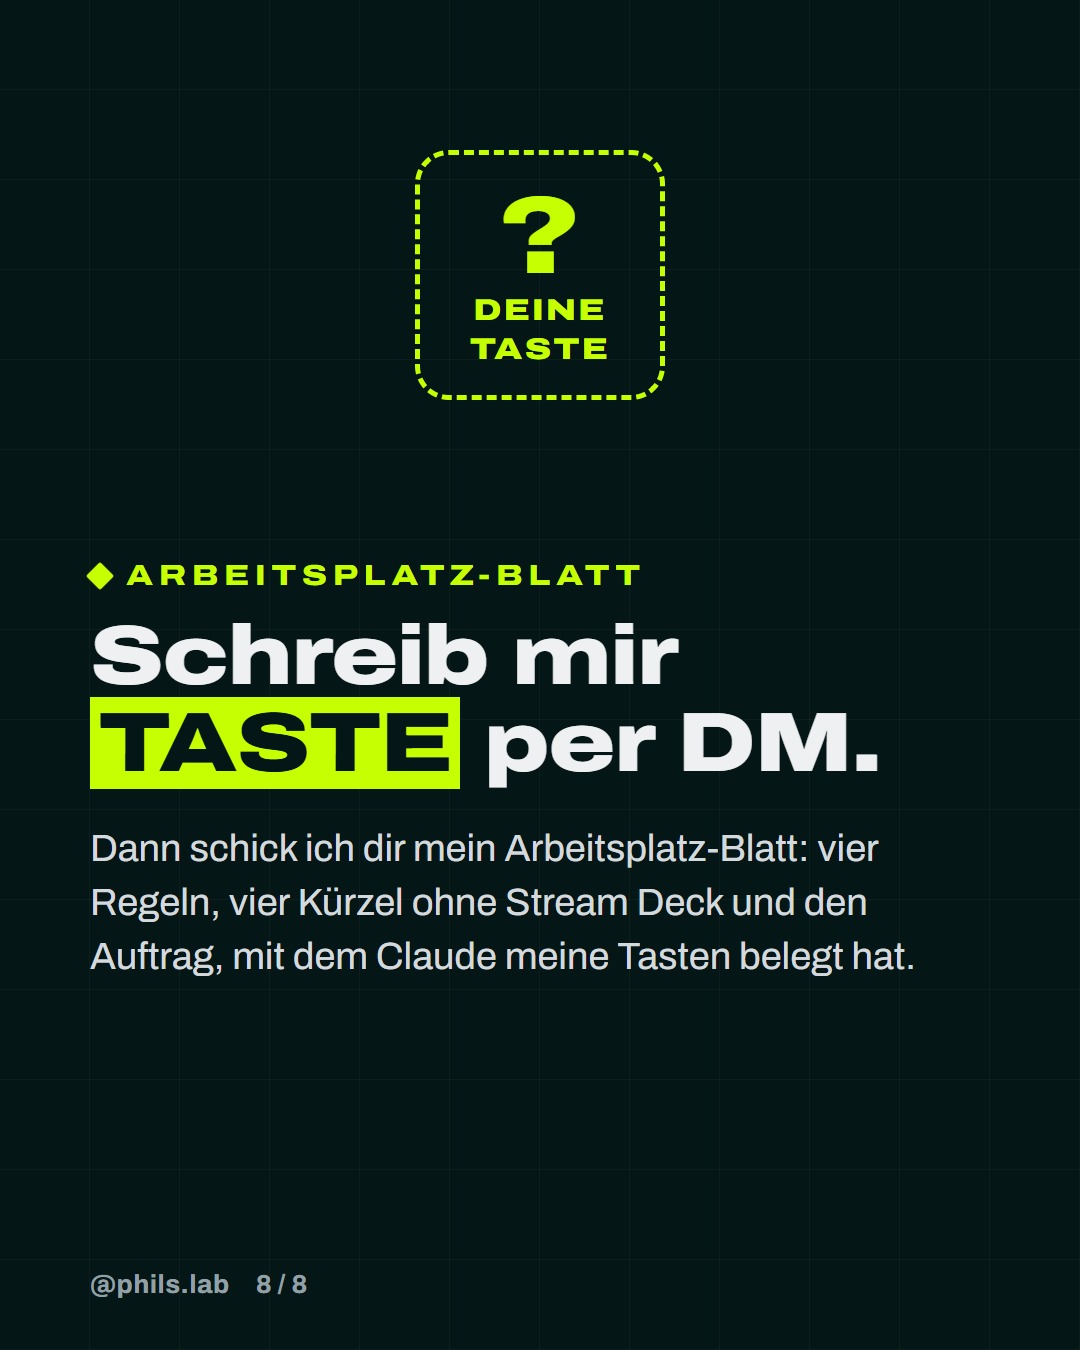 ?
DEINE
TASTE
ARBEITSPLATZ-BLATT
Schreib mir
TASTE per DM.
Dann schick ich dir mein Arbeitsplatz-Blatt: vier
Regeln, vier Kürzel ohne Stream Deck und den
Auftrag, mit dem Claude meine Tasten belegt hat.
@phils.lab 8 / 8